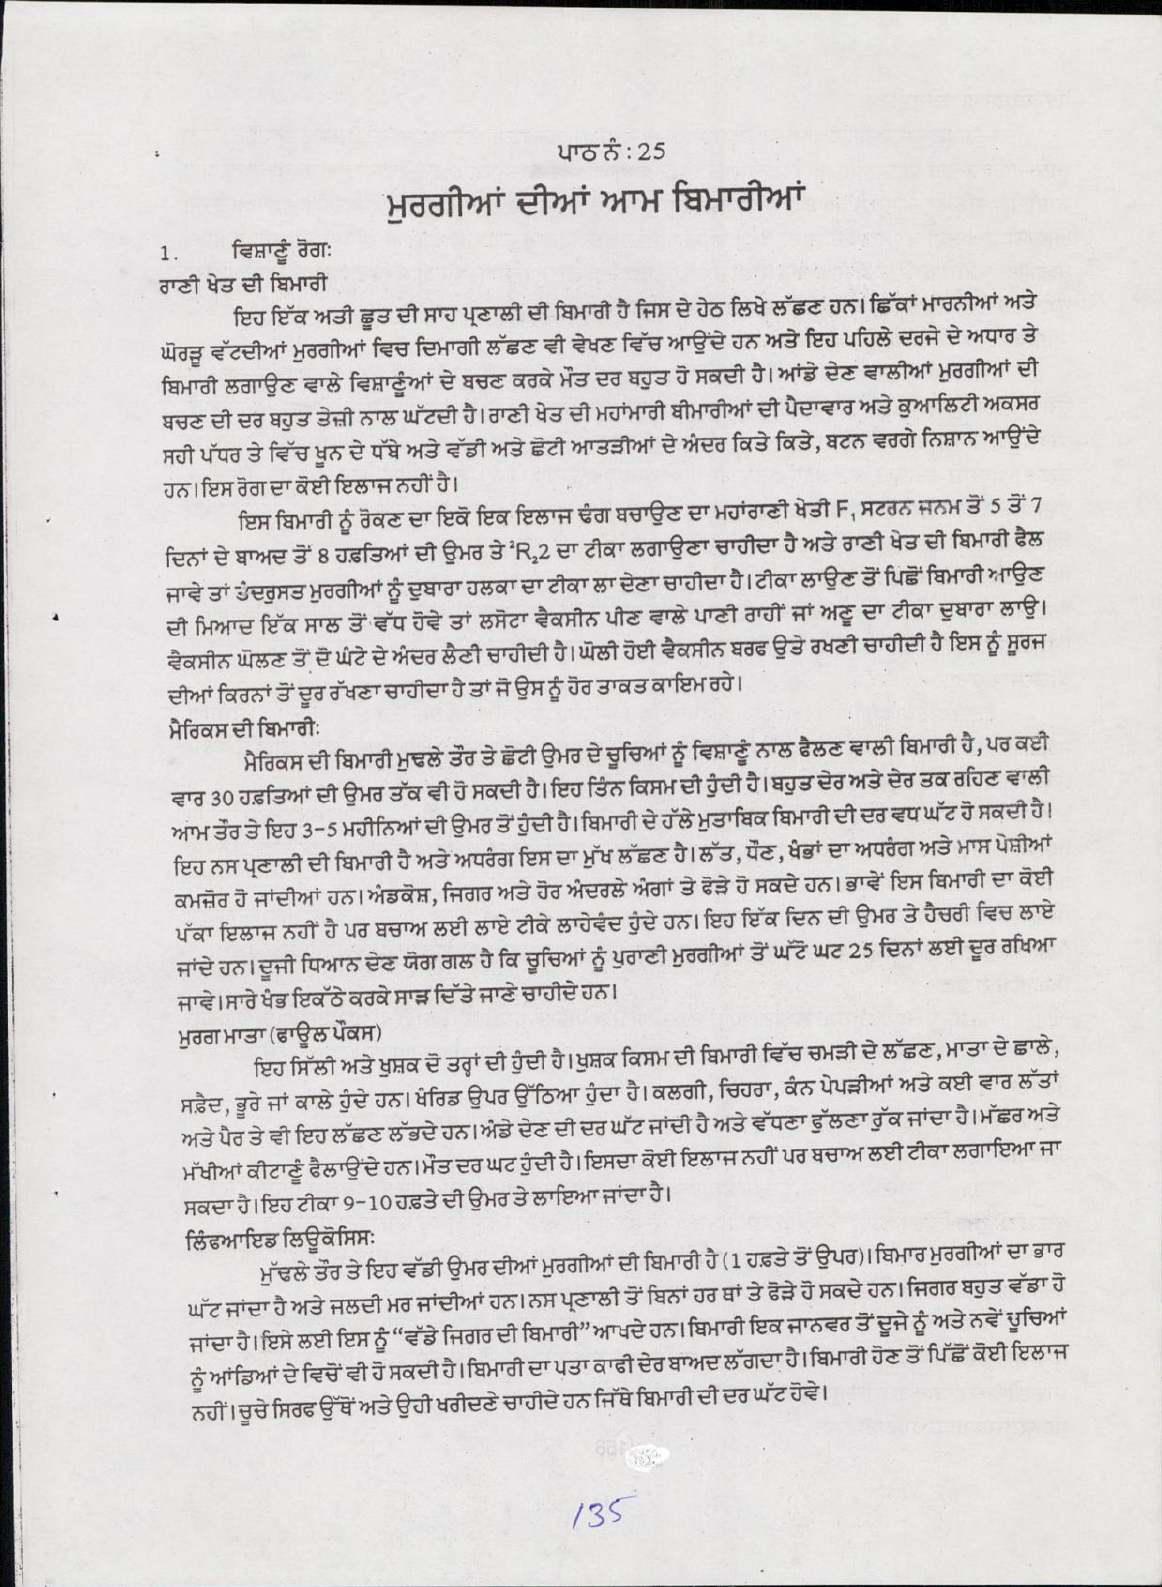 ਪਾਠ ਨੰ : 25
ਮੁਰਗੀਆਂ ਦੀਆਂ ਆਮ ਬਿਮਾਰੀਆਂ
1. ਵਿਸ਼ਾਣੂੰ ਰੋਗਃ
ਰਾਣੀ ਖੇਤ ਦੀ ਬਿਮਾਰੀ
ਇਹ ਇੱਕ ਅਤੀ ਛੂਤ ਦੀ ਸਾਹ ਪ੍ਰਣਾਲੀ ਦੀ ਬਿਮਾਰੀ ਹੈ ਜਿਸ ਦੇ ਹੇਠ ਲਿਖੇ ਲੱਛਣ ਹਨ। ਛਿੱਕਾਂ ਮਾਰਨੀਆਂ ਅਤੇ
ਘੋਰੜੂ ਵੱਟਦੀਆਂ ਮੁਰਗੀਆਂ ਵਿਚ ਦਿਮਾਗੀ ਲੱਛਣ ਵੀ ਵੇਖਣ ਵਿੱਚ ਆਉਂਦੇ ਹਨ ਅਤੇ ਇਹ ਪਹਿਲੇ ਦਰਜੇ ਦੇ ਅਧਾਰ ਤੇ
ਬਿਮਾਰੀ ਲਗਾਉਣ ਵਾਲੇ ਵਿਸ਼ਾਣੂੰਆਂ ਦੇ ਬਚਣ ਕਰਕੇ ਮੌਤ ਦਰ ਬਹੁਤ ਹੋ ਸਕਦੀ ਹੈ। ਆਂਡੇ ਦੇਣ ਵਾਲੀਆਂ ਮੁਰਗੀਆਂ ਦੀ
ਬਚਣ ਦੀ ਦਰ ਬਹੁਤ ਤੇਜ਼ੀ ਨਾਲ ਘੱਟਦੀ ਹੈ। ਰਾਣੀ ਖੇਤ ਦੀ ਮਹਾਂਮਾਰੀ ਬੀਮਾਰੀਆਂ ਦੀ ਪੈਦਾਵਾਰ ਅਤੇ ਕੁਆਲਿਟੀ ਅਕਸਰ
ਸਹੀ ਪੱਧਰ ਤੇ ਵਿੱਚ ਖੂਨ ਦੇ ਧੱਬੇ ਅਤੇ ਵੱਡੀ ਅਤੇ ਛੋਟੀ ਆਤੜੀਆਂ ਦੇ ਅੰਦਰ ਕਿਤੇ ਕਿਤੇ, ਬਟਨ ਵਰਗੇ ਨਿਸ਼ਾਨ ਆਉਂਦੇ
ਹਨ। ਇਸ ਰੋਗ ਦਾ ਕੋਈ ਇਲਾਜ ਨਹੀਂ ਹੈ।
ਇਸ ਬਿਮਾਰੀ ਨੂੰ ਰੋਕਣ ਦਾ ਇਕੋ ਇਕ ਇਲਾਜ ਢੰਗ ਬਚਾਉਣ ਦਾ ਮਹਾਂਰਾਣੀ ਖੇਤੀ F₁ ਸਟਰਨ ਜਨਮ ਤੋਂ 5 ਤੋਂ 7
ਦਿਨਾਂ ਦੇ ਬਾਅਦ ਤੋਂ 8 ਹਫ਼ਤਿਆਂ ਦੀ ਉਮਰ ਤੇ ²R₂2 ਦਾ ਟੀਕਾ ਲਗਾਉਣਾ ਚਾਹੀਦਾ ਹੈ ਅਤੇ ਰਾਣੀ ਖੇਤ ਦੀ ਬਿਮਾਰੀ ਫੈਲ
ਜਾਵੇ ਤਾਂ ਤੰਦਰੁਸਤ ਮੁਰਗੀਆਂ ਨੂੰ ਦੁਬਾਰਾ ਹਲਕਾ ਦਾ ਟੀਕਾ ਲਾ ਦੇਣਾ ਚਾਹੀਦਾ ਹੈ। ਟੀਕਾ ਲਾਉਣ ਤੋਂ ਪਿਛੋਂ ਬਿਮਾਰੀ ਆਉਣ
ਦੀ ਮਿਆਦ ਇੱਕ ਸਾਲ ਤੋਂ ਵੱਧ ਹੋਵੇ ਤਾਂ ਲਸੋਟਾ ਵੈਕਸੀਨ ਪੀਣ ਵਾਲੇ ਪਾਣੀ ਰਾਹੀਂ ਜਾਂ ਅਣੂ ਦਾ ਟੀਕਾ ਦੁਬਾਰਾ ਲਾਉ।
ਵੈਕਸੀਨ ਘੋਲਣ ਤੋਂ ਦੋ ਘੰਟੇ ਦੇ ਅੰਦਰ ਲੈਣੀ ਚਾਹੀਦੀ ਹੈ। ਘੋਲੀ ਹੋਈ ਵੈਕਸੀਨ ਬਰਫ ਉਤੇ ਰਖਣੀ ਚਾਹੀਦੀ ਹੈ ਇਸ ਨੂੰ ਸੂਰਜ
ਦੀਆਂ ਕਿਰਨਾਂ ਤੋਂ ਦੂਰ ਰੱਖਣਾ ਚਾਹੀਦਾ ਹੈ ਤਾਂ ਜੋ ਉਸ ਨੂੰ ਹੋਰ ਤਾਕਤ ਕਾਇਮ ਰਹੇ।
ਮੈਰਿਕਸ ਦੀ ਬਿਮਾਰੀਃ
ਮੈਰਿਕਸ ਦੀ ਬਿਮਾਰੀ ਮੁਢਲੇ ਤੌਰ ਤੇ ਛੋਟੀ ਉਮਰ ਦੇ ਚੂਚਿਆਂ ਨੂੰ ਵਿਸ਼ਾਣੂੰ ਨਾਲ ਫੈਲਣ ਵਾਲੀ ਬਿਮਾਰੀ ਹੈ, ਪਰ ਕਈ
ਵਾਰ 30 ਹਫ਼ਤਿਆਂ ਦੀ ਉਮਰ ਤੱਕ ਵੀ ਹੋ ਸਕਦੀ ਹੈ। ਇਹ ਤਿੰਨ ਕਿਸਮ ਦੀ ਹੁੰਦੀ ਹੈ। ਬਹੁਤ ਦੇਰ ਅਤੇ ਦੇਰ ਤਕ ਰਹਿਣ ਵਾਲੀ
ਆਮ ਤੌਰ ਤੇ ਇਹ 3-5 ਮਹੀਨਿਆਂ ਦੀ ਉਮਰ ਤੋਂ ਹੁੰਦੀ ਹੈ। ਬਿਮਾਰੀ ਦੇ ਹੱਲੇ ਮੁਤਾਬਿਕ ਬਿਮਾਰੀ ਦੀ ਦਰ ਵਧ ਘੱਟ ਹੋ ਸਕਦੀ ਹੈ।
ਇਹ ਨਸ ਪ੍ਰਣਾਲੀ ਦੀ ਬਿਮਾਰੀ ਹੈ ਅਤੇ ਅਧਰੰਗ ਇਸ ਦਾ ਮੁੱਖ ਲੱਛਣ ਹੈ। ਲੱਤ, ਧੌਣ, ਖੰਭਾਂ ਦਾ ਅਧਰੰਗ ਅਤੇ ਮਾਸ ਪੇਸ਼ੀਆਂ
ਕਮਜ਼ੋਰ ਹੋ ਜਾਂਦੀਆਂ ਹਨ। ਅੰਡਕੋਸ਼, ਜਿਗਰ ਅਤੇ ਹੋਰ ਅੰਦਰਲੇ ਅੰਗਾਂ ਤੇ ਫੋੜੇ ਹੋ ਸਕਦੇ ਹਨ। ਭਾਵੇਂ ਇਸ ਬਿਮਾਰੀ ਦਾ ਕੋਈ
ਪੱਕਾ ਇਲਾਜ ਨਹੀਂ ਹੈ ਪਰ ਬਚਾਅ ਲਈ ਲਾਏ ਟੀਕੇ ਲਾਹੇਵੰਦ ਹੁੰਦੇ ਹਨ। ਇਹ ਇੱਕ ਦਿਨ ਦੀ ਉਮਰ ਤੇ ਹੈਚਰੀ ਵਿਚ ਲਾਏ
ਜਾਂਦੇ ਹਨ। ਦੂਜੀ ਧਿਆਨ ਦੇਣ ਯੋਗ ਗਲ ਹੈ ਕਿ ਚੂਚਿਆਂ ਨੂੰ ਪੁਰਾਣੀ ਮੁਰਗੀਆਂ ਤੋਂ ਘੱਟੋ ਘਟ 25 ਦਿਨਾਂ ਲਈ ਦੂਰ ਰਖਿਆ
ਜਾਵੇ। ਸਾਰੇ ਖੰਭ ਇਕੱਠੇ ਕਰਕੇ ਸਾੜ ਦਿੱਤੇ ਜਾਣੇ ਚਾਹੀਦੇ ਹਨ।
ਮੁਰਗ ਮਾਤਾ (ਫਾਊਲ ਪੌਕਸ)
ਇਹ ਸਿੱਲੀ ਅਤੇ ਖੁਸ਼ਕ ਦੋ ਤਰ੍ਹਾਂ ਦੀ ਹੁੰਦੀ ਹੈ। ਖੁਸ਼ਕ ਕਿਸਮ ਦੀ ਬਿਮਾਰੀ ਵਿੱਚ ਚਮੜੀ ਦੇ ਲੱਛਣ, ਮਾਤਾ ਦੇ ਛਾਲੇ,
ਸਫ਼ੈਦ, ਭੂਰੇ ਜਾਂ ਕਾਲੇ ਹੁੰਦੇ ਹਨ। ਖੰਰਿਡ ਉਪਰ ਉੱਠਿਆ ਹੁੰਦਾ ਹੈ। ਕਲਗੀ, ਚਿਹਰਾ, ਕੰਨ ਪੇਪੜੀਆਂ ਅਤੇ ਕਈ ਵਾਰ ਲੱਤਾਂ
ਅਤੇ ਪੈਰ ਤੇ ਵੀ ਇਹ ਲੱਛਣ ਲੱਭਦੇ ਹਨ। ਅੰਡੇ ਦੇਣ ਦੀ ਦਰ ਘੱਟ ਜਾਂਦੀ ਹੈ ਅਤੇ ਵੱਧਣਾ ਫੁੱਲਣਾ ਰੁੱਕ ਜਾਂਦਾ ਹੈ। ਮੱਛਰ ਅਤੇ
ਮੱਖੀਆਂ ਕੀਟਾਣੂੰ ਫੈਲਾਉਂਦੇ ਹਨ। ਮੌਤ ਦਰ ਘਟ ਹੁੰਦੀ ਹੈ। ਇਸਦਾ ਕੋਈ ਇਲਾਜ ਨਹੀਂ ਪਰ ਬਚਾਅ ਲਈ ਟੀਕਾ ਲਗਾਇਆ ਜਾ
ਸਕਦਾ ਹੈ। ਇਹ ਟੀਕਾ 9-10 ਹਫ਼ਤੇ ਦੀ ਉਮਰ ਤੇ ਲਾਇਆ ਜਾਂਦਾ ਹੈ।
ਲਿੰਫਆਇਡ ਲਿਊਕੋਸਿਸਃ
ਮੁੱਢਲੇ ਤੌਰ ਤੇ ਇਹ ਵੱਡੀ ਉਮਰ ਦੀਆਂ ਮੁਰਗੀਆਂ ਦੀ ਬਿਮਾਰੀ ਹੈ (1 ਹਫ਼ਤੇ ਤੋਂ ਉਪਰ)। ਬਿਮਾਰ ਮੁਰਗੀਆਂ ਦਾ ਭਾਰ
ਘੱਟ ਜਾਂਦਾ ਹੈ ਅਤੇ ਜਲਦੀ ਮਰ ਜਾਂਦੀਆਂ ਹਨ। ਨਸ ਪ੍ਰਣਾਲੀ ਤੋਂ ਬਿਨਾਂ ਹਰ ਥਾਂ ਤੇ ਫੋੜੇ ਹੋ ਸਕਦੇ ਹਨ। ਜਿਗਰ ਬਹੁਤ ਵੱਡਾ ਹੋ
ਜਾਂਦਾ ਹੈ। ਇਸੇ ਲਈ ਇਸ ਨੂੰ “ਵੱਡੇ ਜਿਗਰ ਦੀ ਬਿਮਾਰੀ” ਆਖਦੇ ਹਨ। ਬਿਮਾਰੀ ਇਕ ਜਾਨਵਰ ਤੋਂ ਦੂਜੇ ਨੂੰ ਅਤੇ ਨਵੇਂ ਚੂਚਿਆਂ
ਨੂੰ ਆਂਡਿਆਂ ਦੇ ਵਿਚੋਂ ਵੀ ਹੋ ਸਕਦੀ ਹੈ। ਬਿਮਾਰੀ ਦਾ ਪਤਾ ਕਾਫੀ ਦੇਰ ਬਾਅਦ ਲੱਗਦਾ ਹੈ। ਬਿਮਾਰੀ ਹੋਣ ਤੋਂ ਪਿੱਛੋਂ ਕੋਈ ਇਲਾਜ
ਨਹੀਂ। ਚੂਚੇ ਸਿਰਫ ਉੱਥੋਂ ਅਤੇ ਉਹੀ ਖਰੀਦਣੇ ਚਾਹੀਦੇ ਹਨ ਜਿੱਥੇ ਬਿਮਾਰੀ ਦੀ ਦਰ ਘੱਟ ਹੋਵੇ।
135